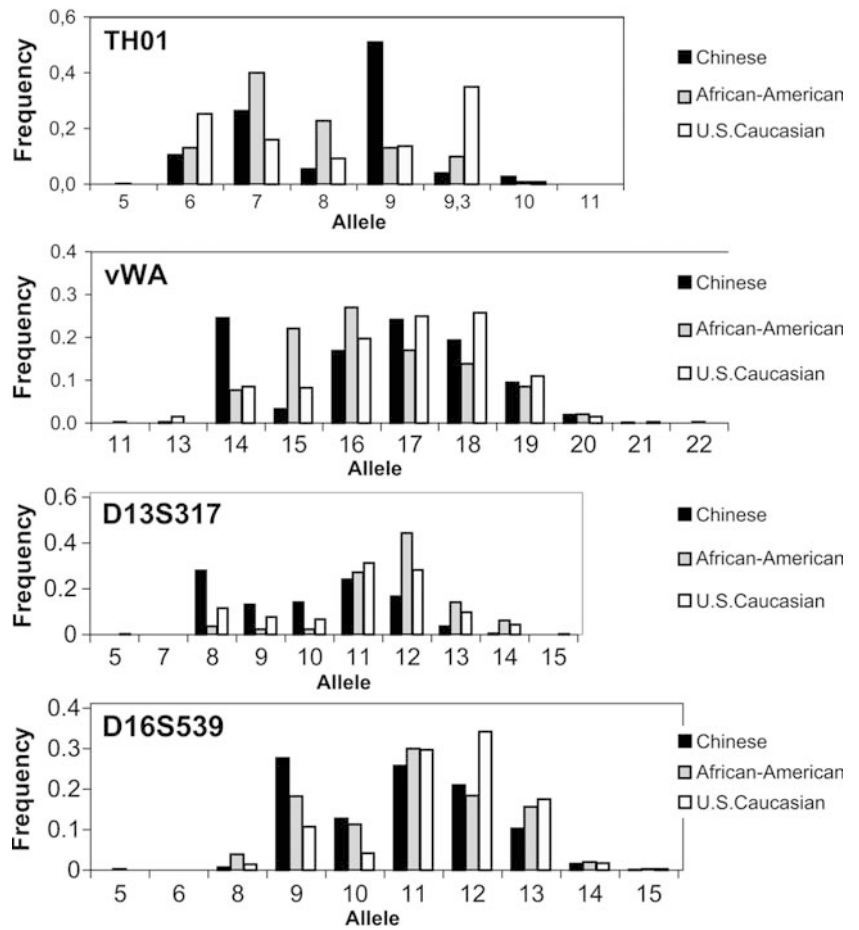 TH01
Frequency
0,6
0,4
0,2
0,0
5 6 7 8 9 9,3 10 11
Allele
Chinese
African-American
U.S.Caucasian
vWA
Frequency
0.4
0.3
0.2
0.1
0.0
11 13 14 15 16 17 18 19 20 21 22
Allele
Chinese
African-American
U.S.Caucasian
D13S317
Frequency
0.6
0.4
0.2
0
5 7 8 9 10 11 12 13 14 15
Allele
Chinese
African-American
U.S.Caucasian
D16S539
Frequency
0.4
0.3
0.2
0.1
0
5 6 8 9 10 11 12 13 14 15
Allele
Chinese
African-American
U.S.Caucasian